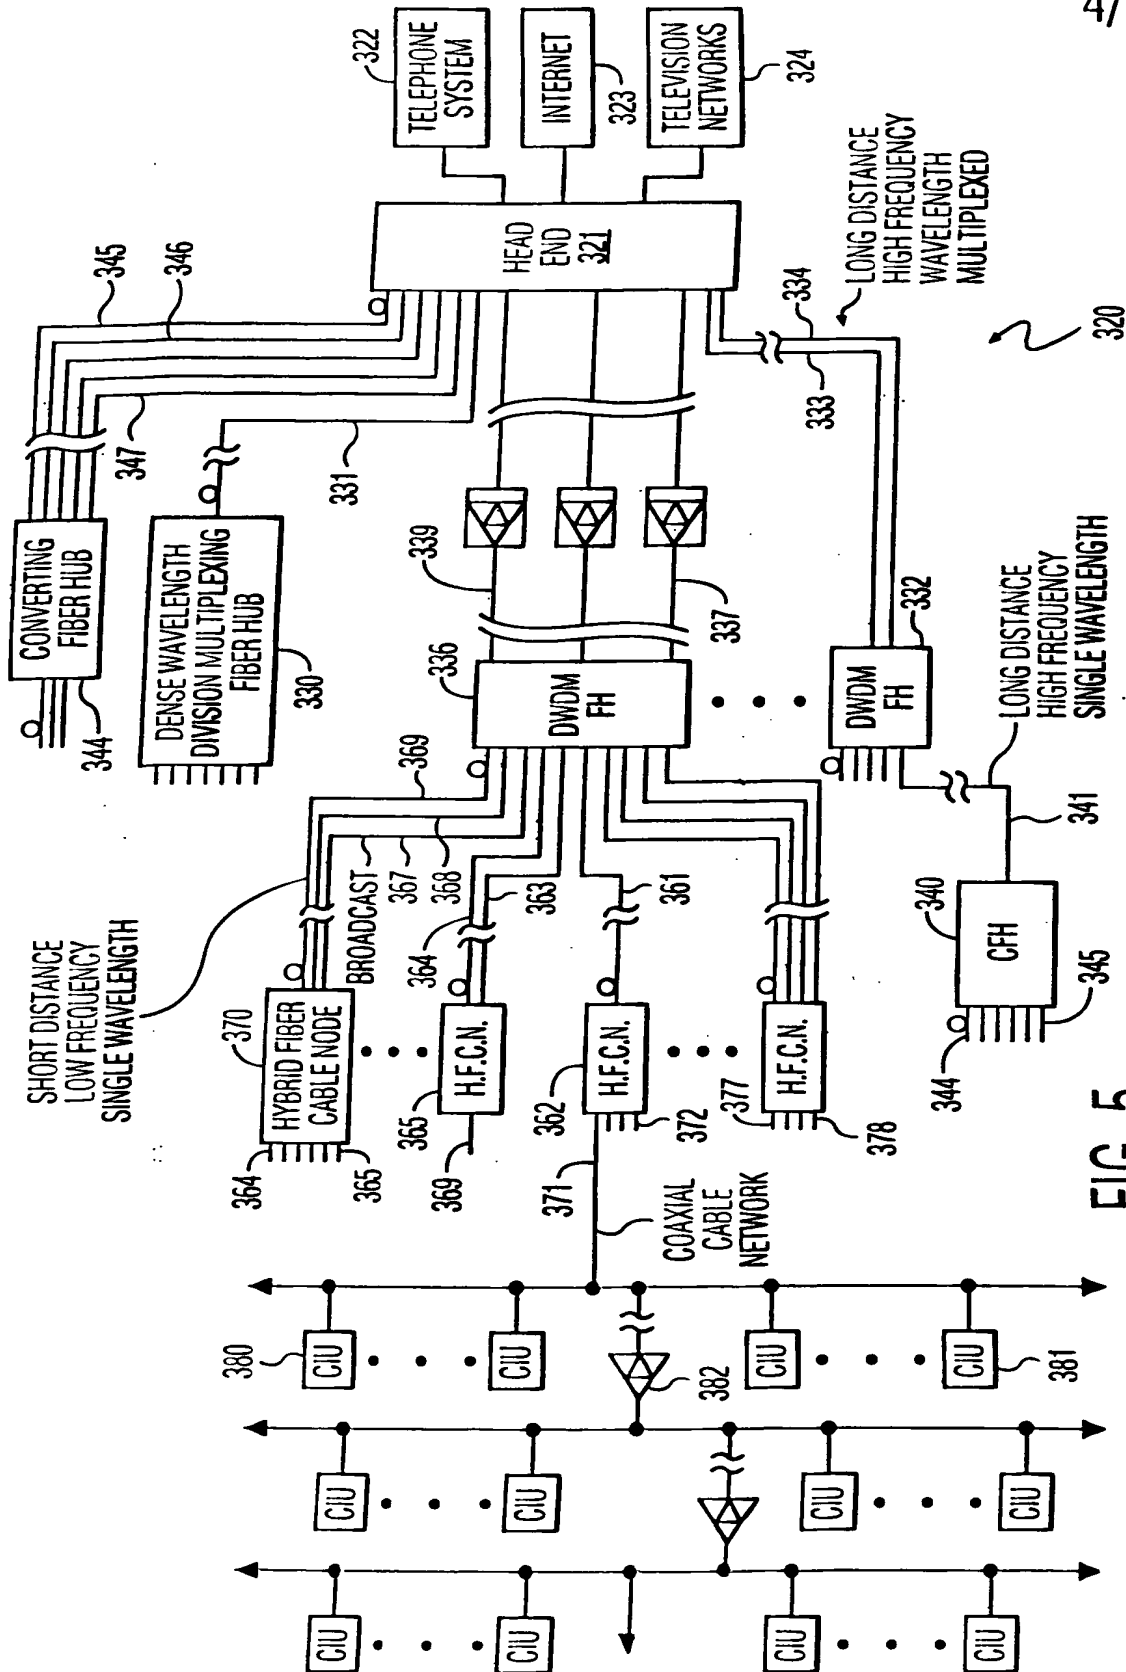 4/
TELEPHONE
SYSTEM
322
INTERNET
323
TELEVISION
NETWORKS
324
HEAD
END
321
345
346
347
331
334
333
LONG DISTANCE
HIGH FREQUENCY
WAVELENGTH
MULTIPLEXED
320
CONVERTING
FIBER HUB
344
DENSE WAVELENGTH
DIVISION MULTIPLEXING
FIBER HUB
330
339
337
336
DWDM
FH
332
DWDM
FH
LONG DISTANCE
HIGH FREQUENCY
SINGLE WAVELENGTH
341
340
CFH
344
345
369
368
367
BROADCAST
363
364
361
SHORT DISTANCE
LOW FREQUENCY
SINGLE WAVELENGTH
370
HYBRID FIBER
CABLE NODE
364
365
365
H.F.C.N.
369
362
H.F.C.N.
372
371
377
H.F.C.N.
378
COAXIAL
CABLE
NETWORK
380
CIU
CIU
CIU
CIU
381
382
CIU
CIU
CIU
CIU
CIU
CIU
CIU
CIU
FIG. 5